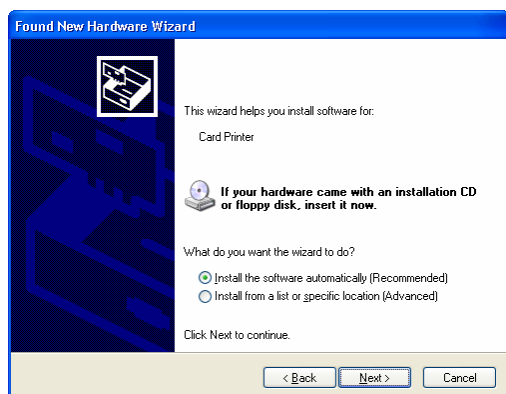 Found New Hardware Wizard
This wizard helps you install software for:
Card Printer
If your hardware came with an installation CD
or floppy disk, insert it now.
What do you want the wizard to do?
Install the software automatically (Recommended)
Install from a list or specific location (Advanced)
Click Next to continue.
< Back Next > Cancel